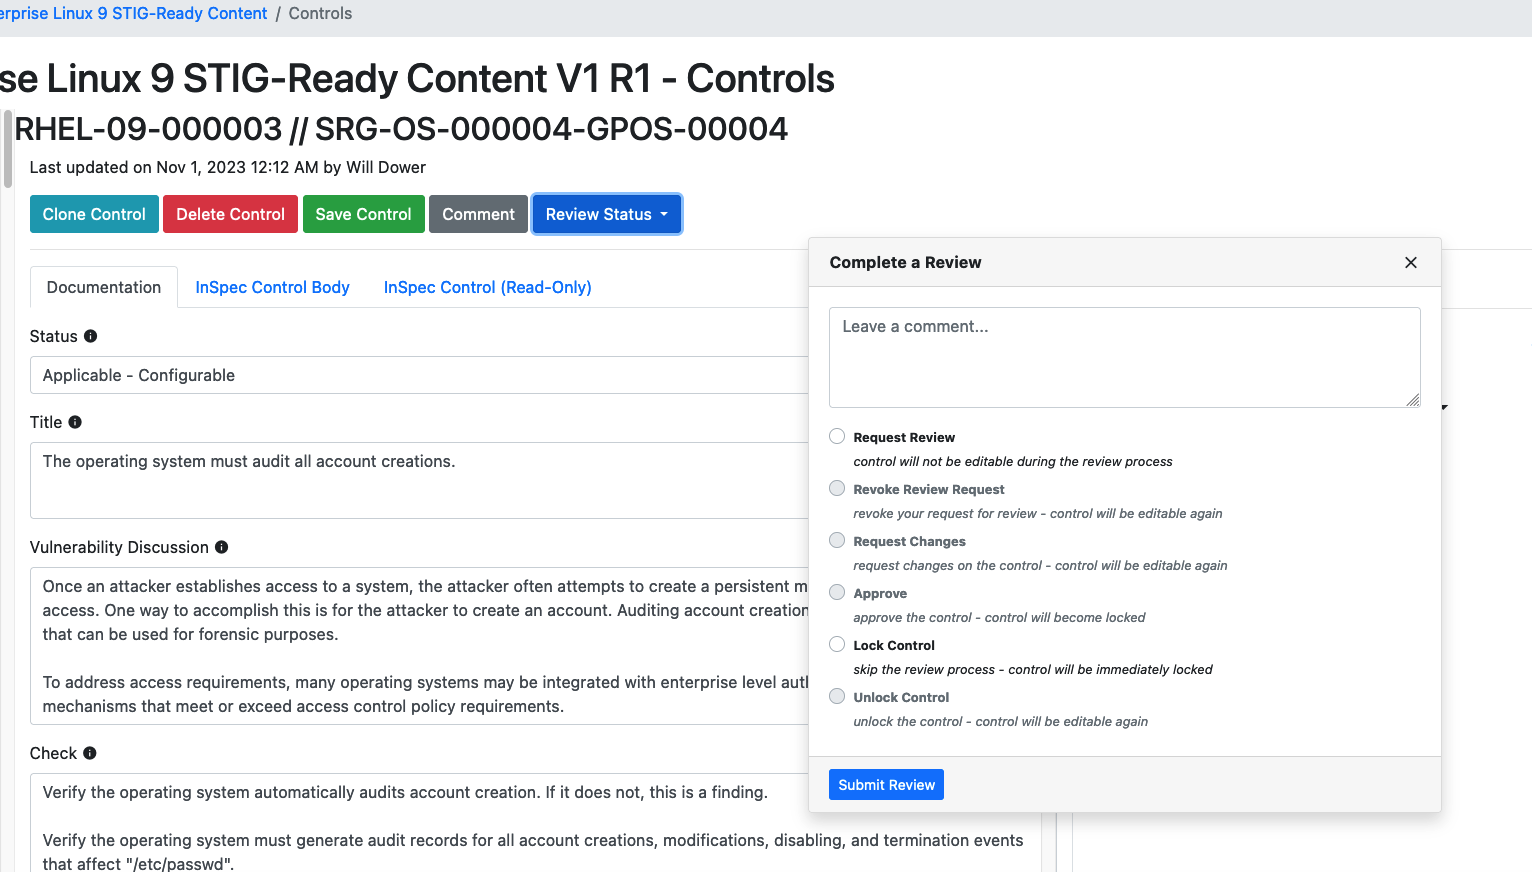 erprise Linux 9 STIG-Ready Content / Controls
se Linux 9 STIG-Ready Content V1 R1 - Controls
RHEL-09-000003 // SRG-OS-000004-GPOS-00004
Last updated on Nov 1, 2023 12:12 AM by Will Dower
Clone Control Delete Control Save Control Comment Review Status
Documentation InSpec Control Body InSpec Control (Read-Only)
Status
Applicable - Configurable
Title
The operating system must audit all account creations.
Vulnerability Discussion
Once an attacker establishes access to a system, the attacker often attempts to create a persistent m
access. One way to accomplish this is for the attacker to create an account. Auditing account creation
that can be used for forensic purposes.
To address access requirements, many operating systems may be integrated with enterprise level aut
mechanisms that meet or exceed access control policy requirements.
Check
Verify the operating system automatically audits account creation. If it does not, this is a finding.
Verify the operating system must generate audit records for all account creations, modifications, disabling, and termination events
that affect "/etc/passwd".
Complete a Review
Leave a comment...
Request Review
control will not be editable during the review process
Revoke Review Request
revoke your request for review - control will be editable again
Request Changes
request changes on the control - control will be editable again
Approve
approve the control - control will become locked
Lock Control
skip the review process - control will be immediately locked
Unlock Control
unlock the control - control will be editable again
Submit Review